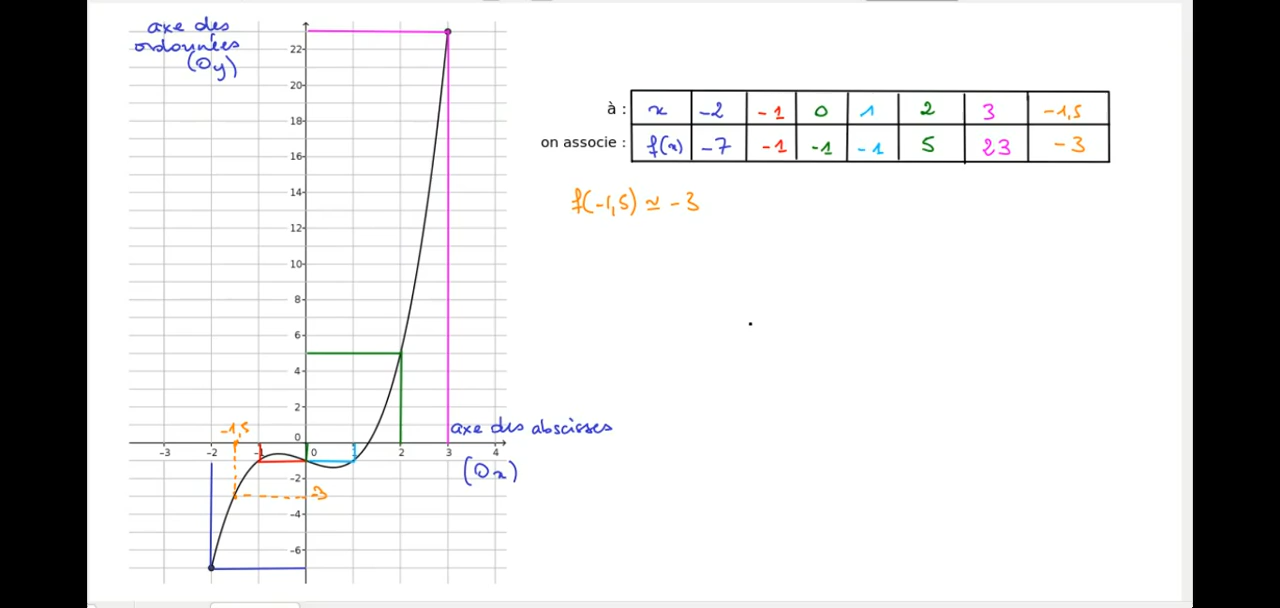 axe des
ordonnées
(Oy)
22
20
18
16
14
12
10
8
6
4
2
0
-3 -2 -1 0 1 2 3 4
-2
-4
-6
-1,5
-3
axe des abscisses
(Ox)
à : x -2 -1 0 1 2 3 -1,5
on associe : f(x) -7 -1 -1 -1 5 23 -3
f(-1,5) ≃ -3